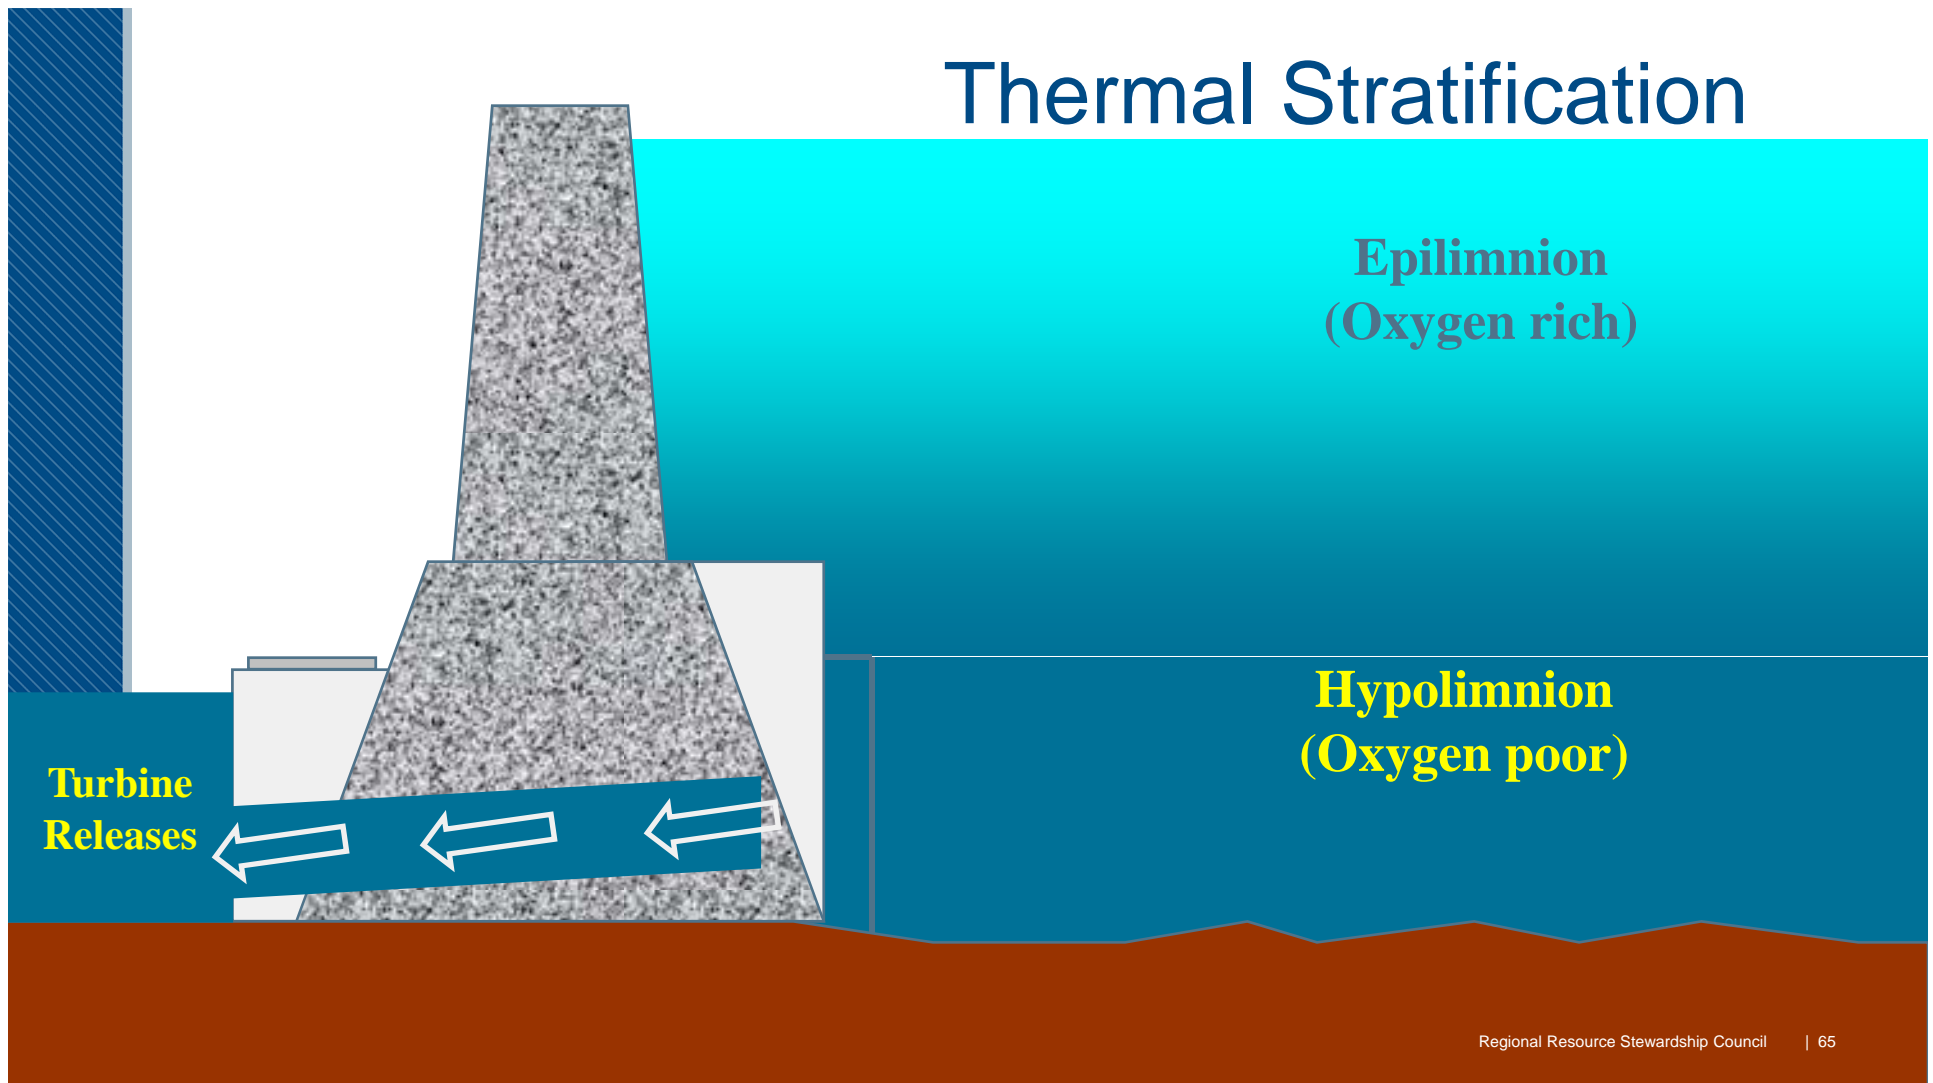 Thermal Stratification
Epilimnion
(Oxygen rich)
Hypolimnion
(Oxygen poor)
Turbine
Releases
Regional Resource Stewardship Council | 65